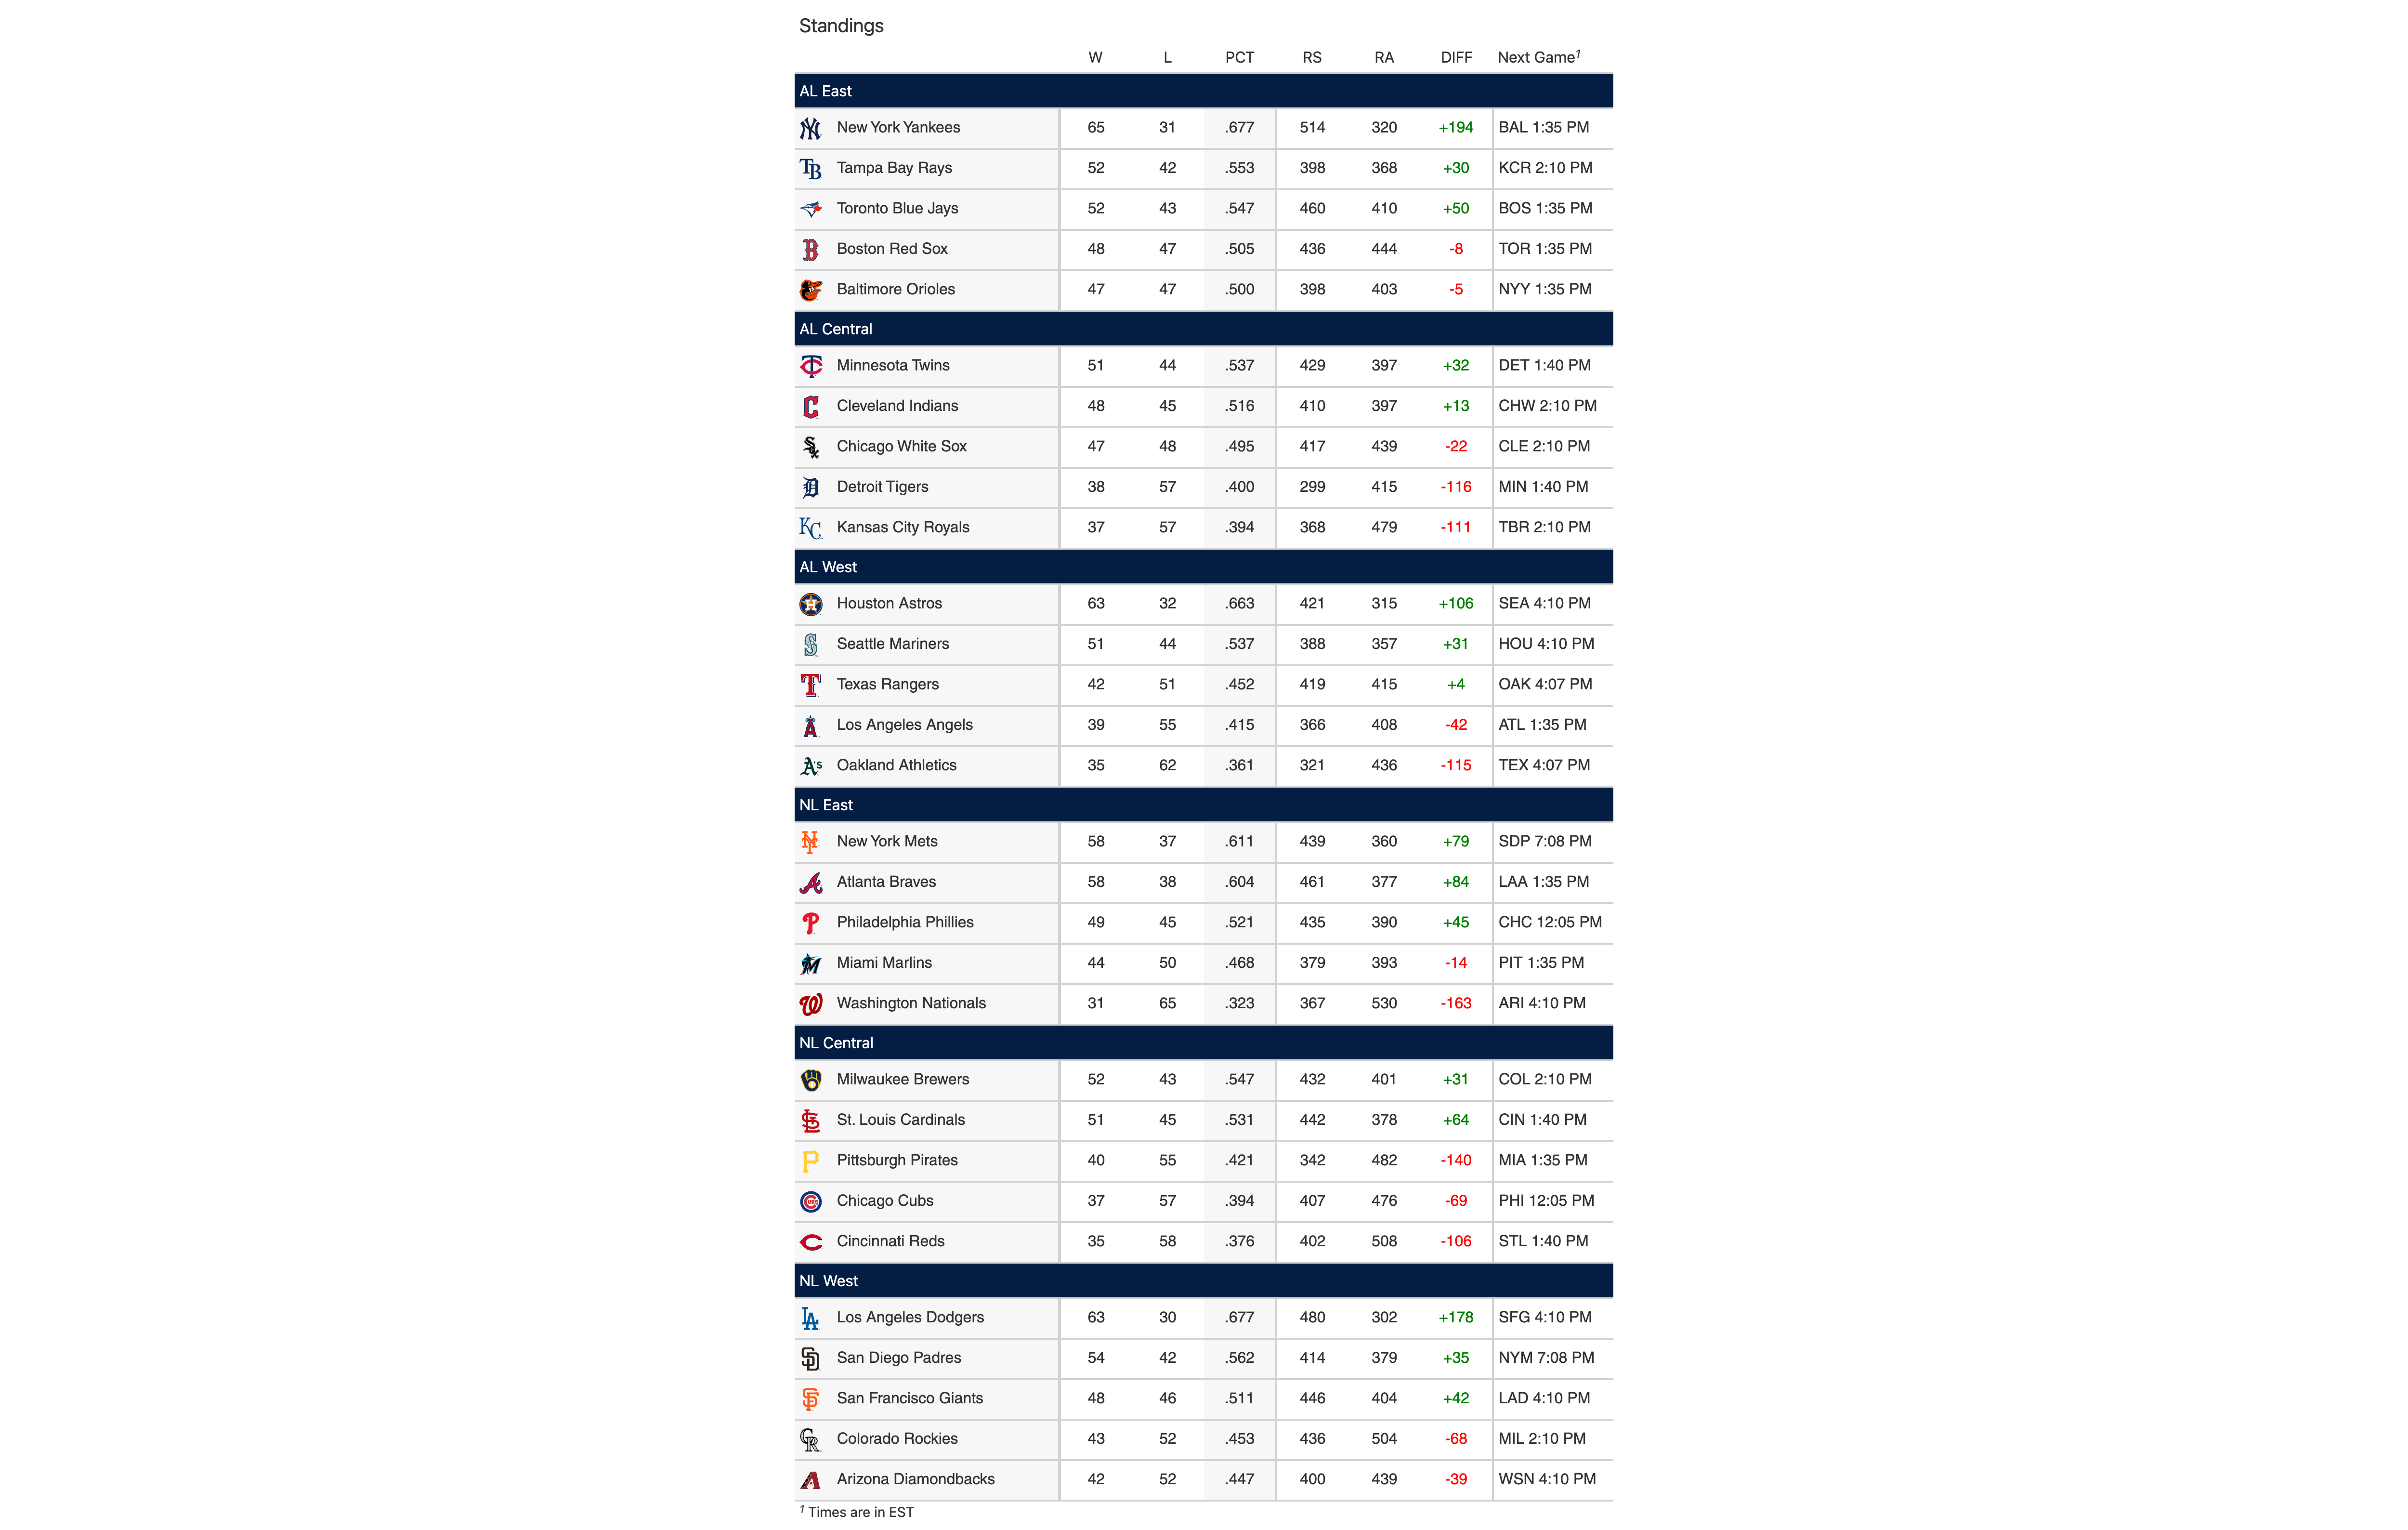 Standings
W L PCT RS RA DIFF Next Game1
AL East
New York Yankees 65 31 .677 514 320 +194 BAL 1:35 PM
Tampa Bay Rays 52 42 .553 398 368 +30 KCR 2:10 PM
Toronto Blue Jays 52 43 .547 460 410 +50 BOS 1:35 PM
Boston Red Sox 48 47 .505 436 444 -8 TOR 1:35 PM
Baltimore Orioles 47 47 .500 398 403 -5 NYY 1:35 PM
AL Central
Minnesota Twins 51 44 .537 429 397 +32 DET 1:40 PM
Cleveland Indians 48 45 .516 410 397 +13 CHW 2:10 PM
Chicago White Sox 47 48 .495 417 439 -22 CLE 2:10 PM
Detroit Tigers 38 57 .400 299 415 -116 MIN 1:40 PM
Kansas City Royals 37 57 .394 368 479 -111 TBR 2:10 PM
AL West
Houston Astros 63 32 .663 421 315 +106 SEA 4:10 PM
Seattle Mariners 51 44 .537 388 357 +31 HOU 4:10 PM
Texas Rangers 42 51 .452 419 415 +4 OAK 4:07 PM
Los Angeles Angels 39 55 .415 366 408 -42 ATL 1:35 PM
Oakland Athletics 35 62 .361 321 436 -115 TEX 4:07 PM
NL East
New York Mets 58 37 .611 439 360 +79 SDP 7:08 PM
Atlanta Braves 58 38 .604 461 377 +84 LAA 1:35 PM
Philadelphia Phillies 49 45 .521 435 390 +45 CHC 12:05 PM
Miami Marlins 44 50 .468 379 393 -14 PIT 1:35 PM
Washington Nationals 31 65 .323 367 530 -163 ARI 4:10 PM
NL Central
Milwaukee Brewers 52 43 .547 432 401 +31 COL 2:10 PM
St. Louis Cardinals 51 45 .531 442 378 +64 CIN 1:40 PM
Pittsburgh Pirates 40 55 .421 342 482 -140 MIA 1:35 PM
Chicago Cubs 37 57 .394 407 476 -69 PHI 12:05 PM
Cincinnati Reds 35 58 .376 402 508 -106 STL 1:40 PM
NL West
Los Angeles Dodgers 63 30 .677 480 302 +178 SFG 4:10 PM
San Diego Padres 54 42 .562 414 379 +35 NYM 7:08 PM
San Francisco Giants 48 46 .511 446 404 +42 LAD 4:10 PM
Colorado Rockies 43 52 .453 436 504 -68 MIL 2:10 PM
Arizona Diamondbacks 42 52 .447 400 439 -39 WSN 4:10 PM
1 Times are in EST